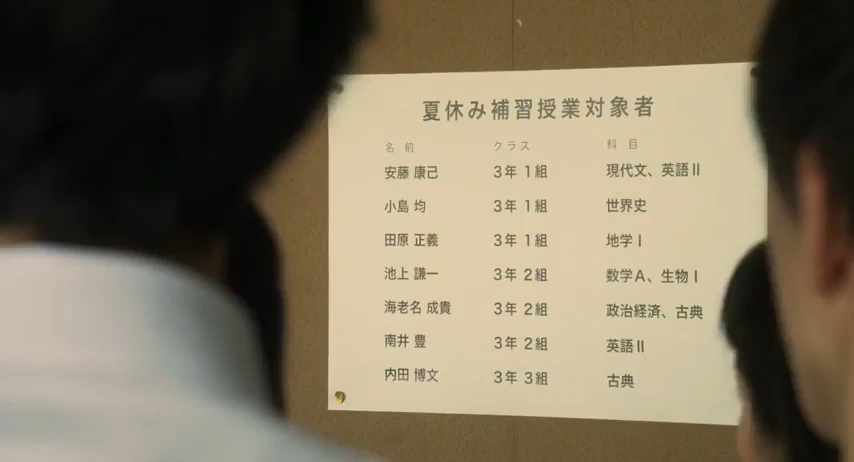 夏休み補習授業対象者
名 前 クラス 科 目
安藤 康己 3年 1組 現代文、英語Ⅱ
小島 均 3年 1組 世界史
田原 正義 3年 1組 地学Ⅰ
池上 謙一 3年 2組 数学A、生物Ⅰ
海老名 成貴 3年 2組 政治経済、古典
南井 豊 3年 2組 英語Ⅱ
内田 博文 3年 3組 古典